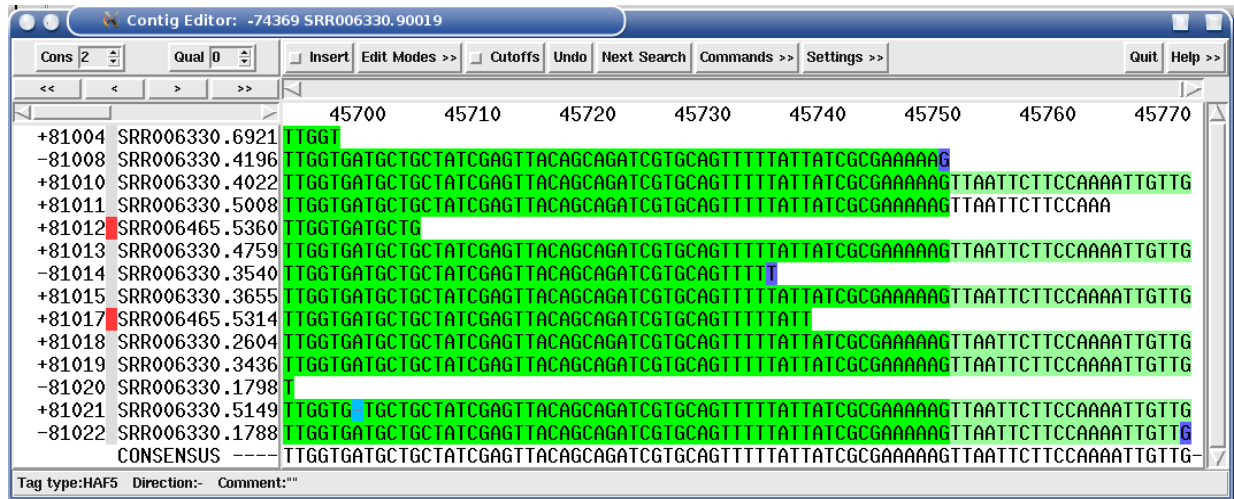 Contig Editor: -74369 SRR006330.90019
Cons 2 Qual 0 Insert Edit Modes >> Cutoffs Undo Next Search Commands >> Settings >> Quit Help >>
<< < > >>
45700 45710 45720 45730 45740 45750 45760 45770
+81004 SRR006330.6921 TTGGT
-81008 SRR006330.4196 TTGGTGATGCTGCTATCGAGTTACAGCAGATCGTGCAGTTTTTATTATCGCGAAAAAG
+81010 SRR006330.4022 TTGGTGATGCTGCTATCGAGTTACAGCAGATCGTGCAGTTTTTATTATCGCGAAAAAGTTAATTCTTCCAAAATTGTTG
+81011 SRR006330.5008 TTGGTGATGCTGCTATCGAGTTACAGCAGATCGTGCAGTTTTTATTATCGCGAAAAAGTTAATTCTTCCAAA
+81012 SRR006465.5360 TTGGTGATGCTG
+81013 SRR006330.4759 TTGGTGATGCTGCTATCGAGTTACAGCAGATCGTGCAGTTTTTATTATCGCGAAAAAGTTAATTCTTCCAAAATTGTTG
-81014 SRR006330.3540 TTGGTGATGCTGCTATCGAGTTACAGCAGATCGTGCAGTTTTT
+81015 SRR006330.3655 TTGGTGATGCTGCTATCGAGTTACAGCAGATCGTGCAGTTTTTATTATCGCGAAAAAGTTAATTCTTCCAAAATTGTTG
+81017 SRR006465.5314 TTGGTGATGCTGCTATCGAGTTACAGCAGATCGTGCAGTTTTTATT
+81018 SRR006330.2604 TTGGTGATGCTGCTATCGAGTTACAGCAGATCGTGCAGTTTTTATTATCGCGAAAAAGTTAATTCTTCCAAAATTGTTG
+81019 SRR006330.3436 TTGGTGATGCTGCTATCGAGTTACAGCAGATCGTGCAGTTTTTATTATCGCGAAAAAGTTAATTCTTCCAAAATTGTTG
-81020 SRR006330.1798 T
+81021 SRR006330.5149 TTGGTG-TGCTGCTATCGAGTTACAGCAGATCGTGCAGTTTTTATTATCGCGAAAAAGTTAATTCTTCCAAAATTGTTG
-81022 SRR006330.1788 TTGGTGATGCTGCTATCGAGTTACAGCAGATCGTGCAGTTTTTATTATCGCGAAAAAGTTAATTCTTCCAAAATTGTTG
CONSENSUS ---- TTGGTGATGCTGCTATCGAGTTACAGCAGATCGTGCAGTTTTTATTATCGCGAAAAAGTTAATTCTTCCAAAATTGTTG-
Tag type:HAF5 Direction:- Comment:""